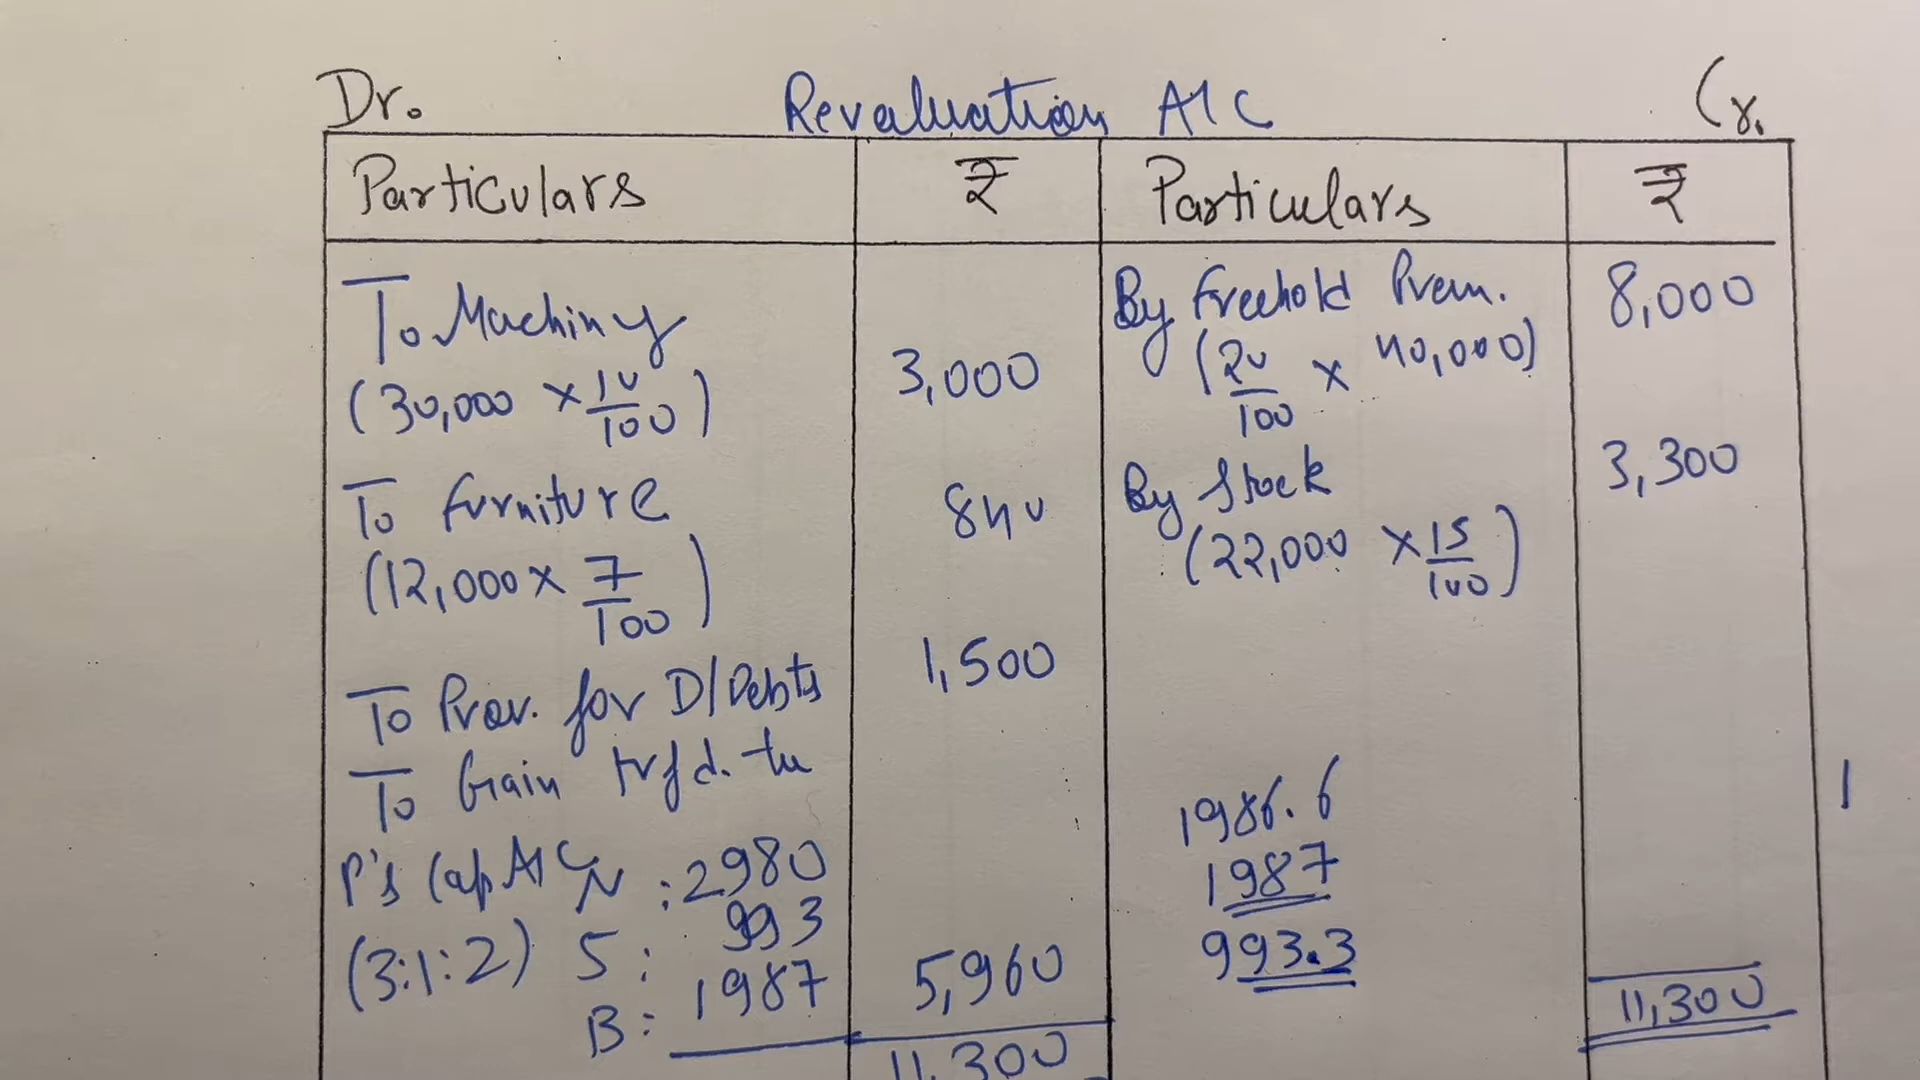 Dr. Revaluation A/C Cr.
Particulars ₹ Particulars ₹
To Machiny
(30,000 × 10/100) 3,000
To furniture 840
(12,000 × 7/100)
To Prov. for D/Debts 1,500
To Gain trfd. to
P's Cap A/C N : 2980
(3:1:2) S : 993
B : 1987 5,960
11,300
By Freehold Prem. 8,000
(20/100 × 40,000)
By Stock 3,300
(22,000 × 15/100)
1986.6
1987
993.3
11,300